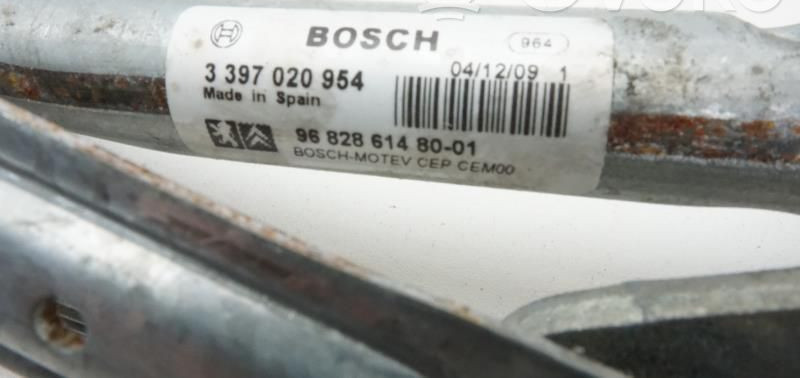 BOSCH 964
3 397 020 954 04/12/09 1
Made in Spain
96 828 614 80-01
BOSCH-MOTEV CEP CEM00